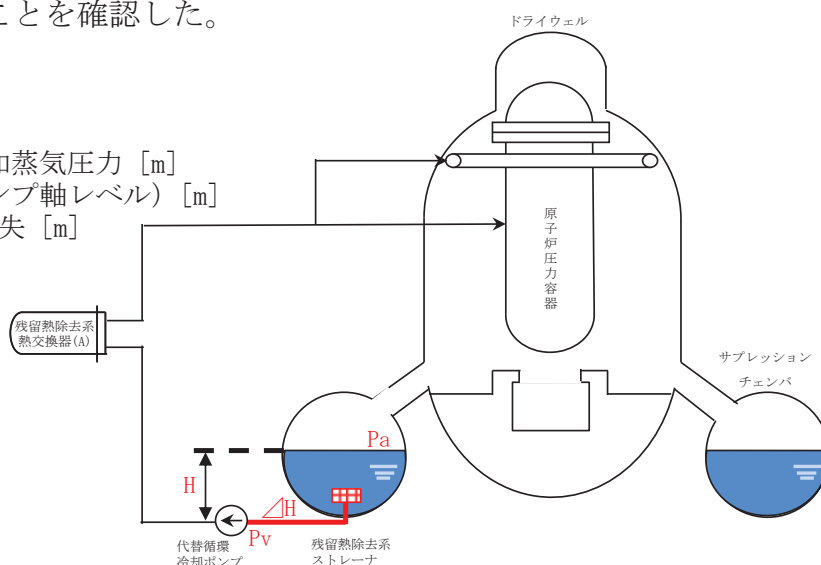 ことを確認した。
ドライウェル
和蒸気圧力 [m]
ンプ軸レベル) [m]
失 [m]
原子炉圧力容器
残留熱除去系
熱交換器(A)
サプレッション
チェンバ
Pa
H
⊿H
Pv
代替循環
冷却ポンプ
残留熱除去系
ストレーナ